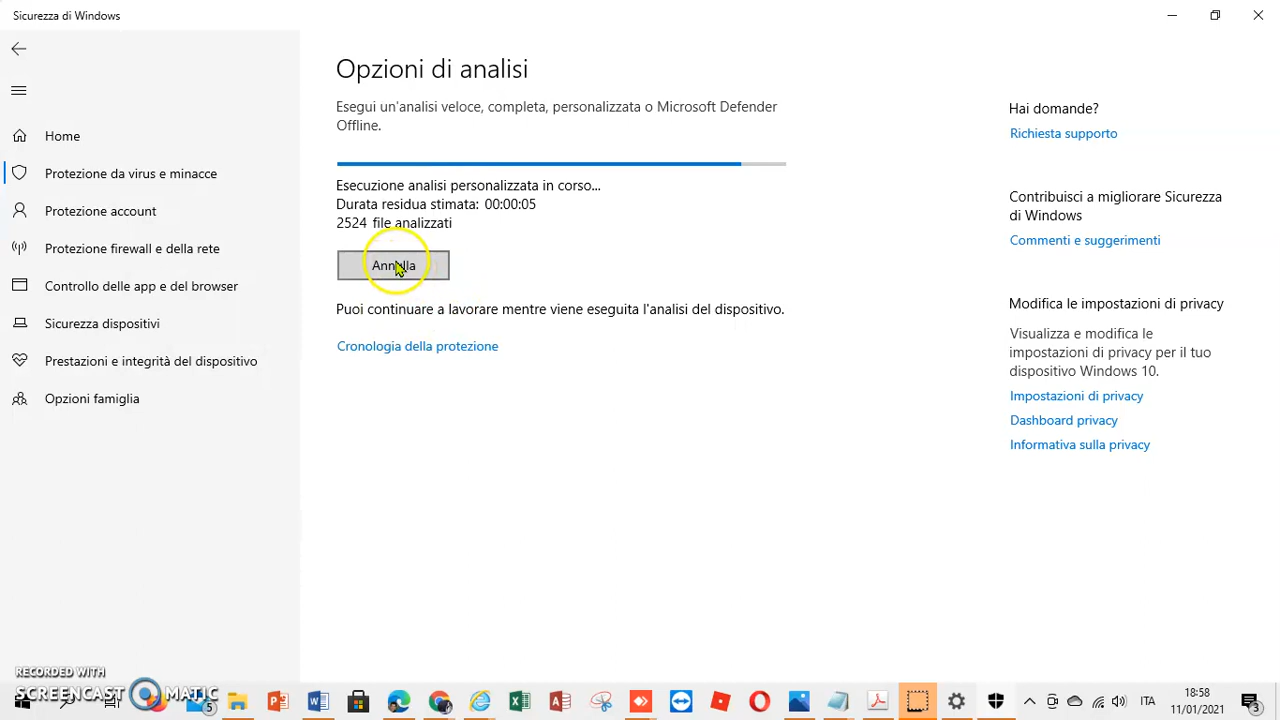 Sicurezza di Windows
Home
Protezione da virus e minacce
Protezione account
Protezione firewall e della rete
Controllo delle app e del browser
Sicurezza dispositivi
Prestazioni e integrità del dispositivo
Opzioni famiglia
Opzioni di analisi
Esegui un'analisi veloce, completa, personalizzata o Microsoft Defender
Offline.
Esecuzione analisi personalizzata in corso...
Durata residua stimata: 00:00:05
2524 file analizzati
Annulla
Puoi continuare a lavorare mentre viene eseguita l'analisi del dispositivo.
Cronologia della protezione
Hai domande?
Richiesta supporto
Contribuisci a migliorare Sicurezza
di Windows
Commenti e suggerimenti
Modifica le impostazioni di privacy
Visualizza e modifica le
impostazioni di privacy per il tuo
dispositivo Windows 10.
Impostazioni di privacy
Dashboard privacy
Informativa sulla privacy
RECORDED WITH
SCREENCAST MATIC
5
ITA
18:58
11/01/2021
3